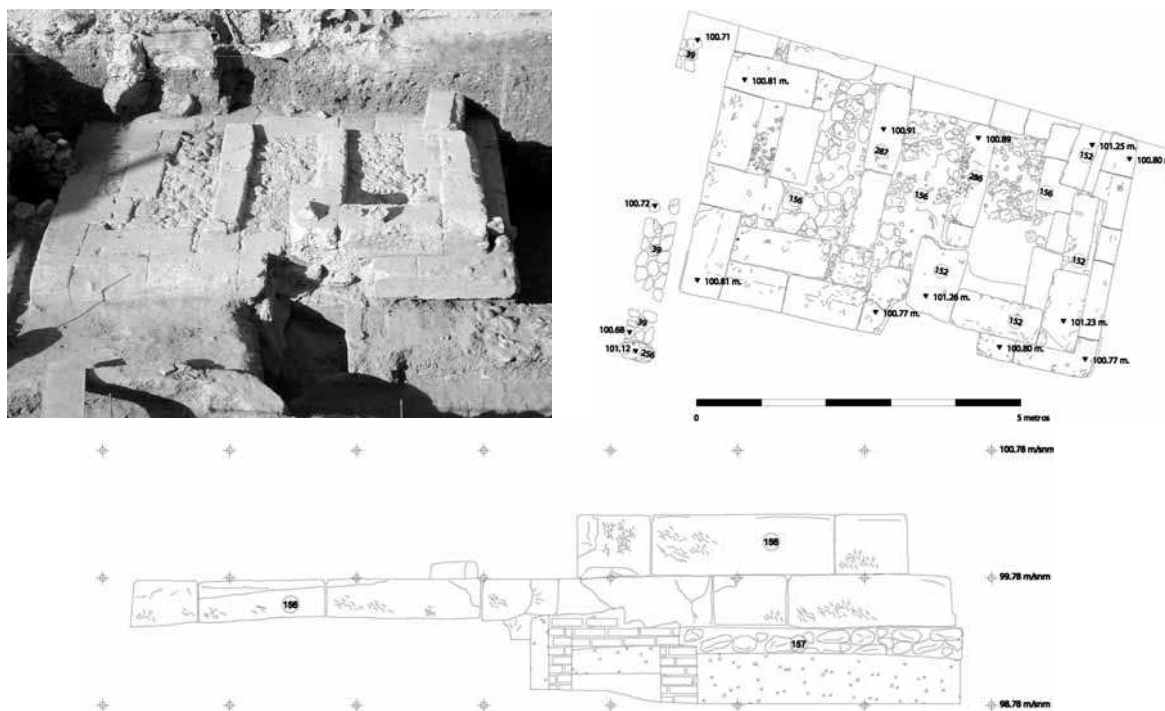 100.71
39
100.81 m.
100.91
287
100.89
101.25 m.
152
100.80 m
286
156
156
156
100.72
39
152
152
100.81 m.
101.26 m.
100.77 m.
152
101.23 m.
39
100.68
101.12
256
100.80 m.
100.77 m.
0
5 metros
100.78 m/snm
156
99.78 m/snm
156
157
98.78 m/snm